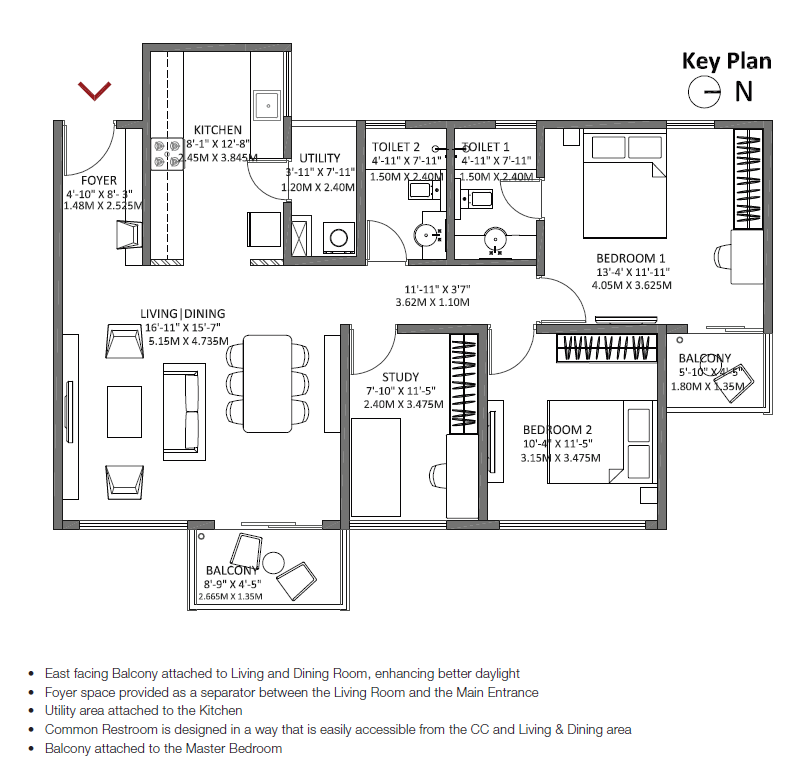 Key Plan
N
KITCHEN
8'-1" X 12'-8"
2.45M X 3.845M
UTILITY
3'-11" X 7'-11"
1.20M X 2.40M
TOILET 2
4'-11" X 7'-11"
1.50M X 2.40M
TOILET 1
4'-11" X 7'-11"
1.50M X 2.40M
FOYER
4'-10" X 8'- 3"
1.48M X 2.525M
BEDROOM 1
13'-4' X 11'-11"
4.05M X 3.625M
11'-11" X 3'7"
3.62M X 1.10M
LIVING|DINING
16'-11" X 15'-7"
5.15M X 4.735M
STUDY
7'-10" X 11'-5"
2.40M X 3.475M
BALCONY
5'-10" X 4'-5"
1.80M X 1.35M
BEDROOM 2
10'-4" X 11'-5"
3.15M X 3.475M
BALCONY
8'-9" X 4'-5"
2.665M X 1.35M
• East facing Balcony attached to Living and Dining Room, enhancing better daylight
• Foyer space provided as a separator between the Living Room and the Main Entrance
• Utility area attached to the Kitchen
• Common Restroom is designed in a way that is easily accessible from the CC and Living & Dining area
• Balcony attached to the Master Bedroom